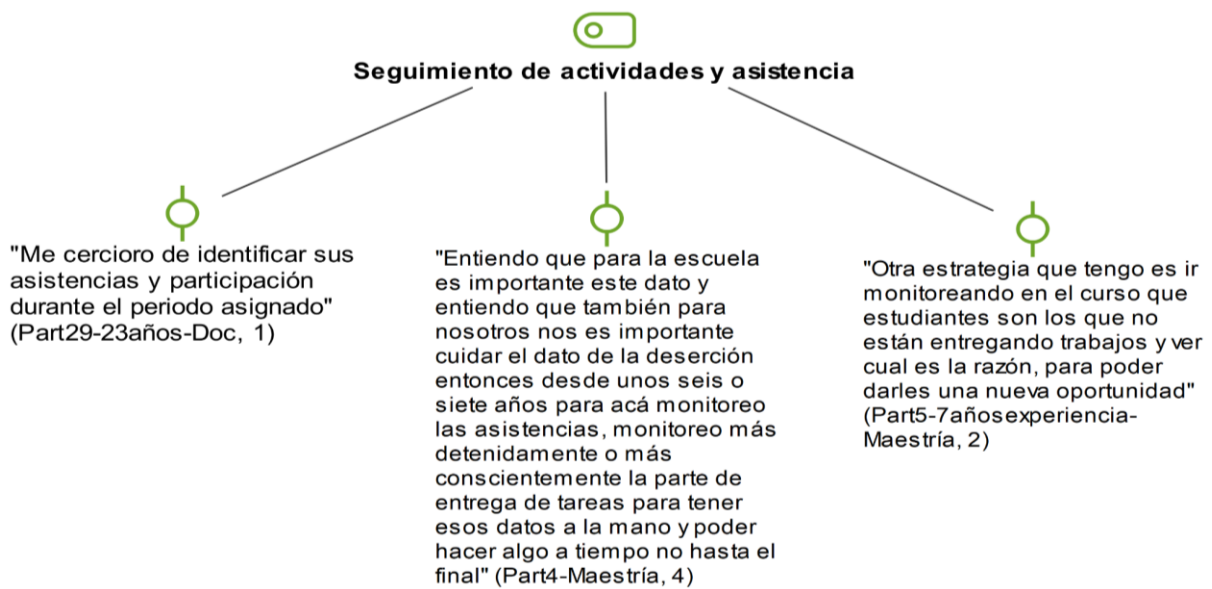 Seguimiento de actividades y asistencia
"Me cercioro de identificar sus
asistencias y participación
durante el periodo asignado"
(Part29-23años-Doc, 1)
"Entiendo que para la escuela
es importante este dato y
entiendo que también para
nosotros nos es importante
cuidar el dato de la deserción
entonces desde unos seis o
siete años para acá monitoreo
las asistencias, monitoreo más
detenidamente o más
conscientemente la parte de
entrega de tareas para tener
esos datos a la mano y poder
hacer algo a tiempo no hasta el
final" (Part4-Maestría, 4)
"Otra estrategia que tengo es ir
monitoreando en el curso que
estudiantes son los que no
están entregando trabajos y ver
cual es la razón, para poder
darles una nueva oportunidad"
(Part5-7añosexperiencia-
Maestría, 2)